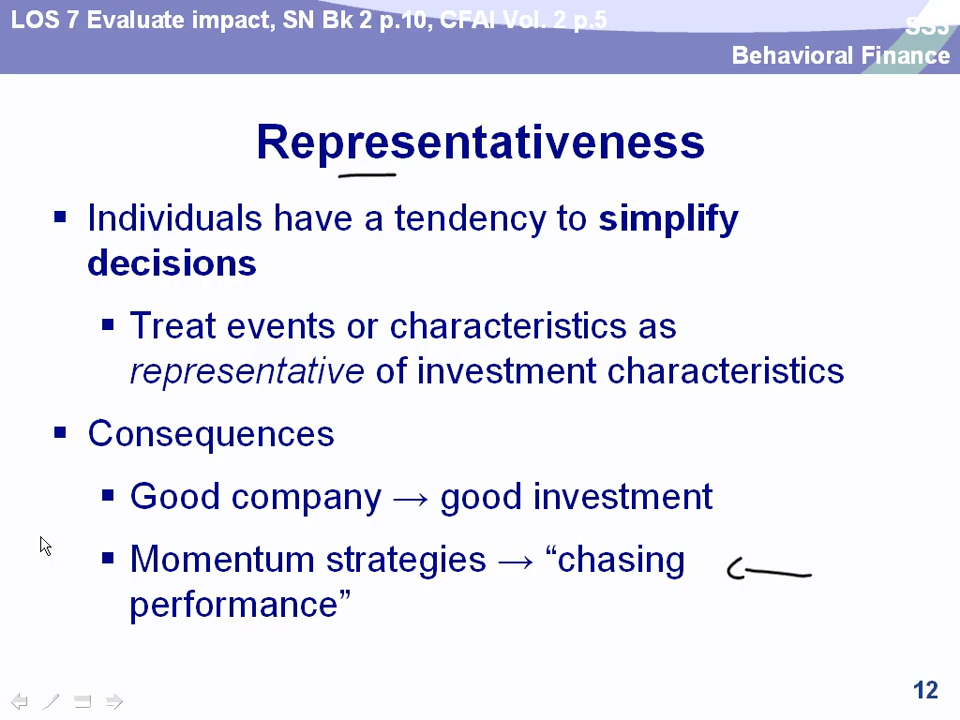 LOS 7 Evaluate impact, SN Bk 2 p.10, CFAI Vol. 2 p.5
SS3
Behavioral Finance
Representativeness
▪ Individuals have a tendency to simplify
decisions
▪ Treat events or characteristics as
representative of investment characteristics
▪ Consequences
▪ Good company → good investment
▪ Momentum strategies → “chasing
performance”
12